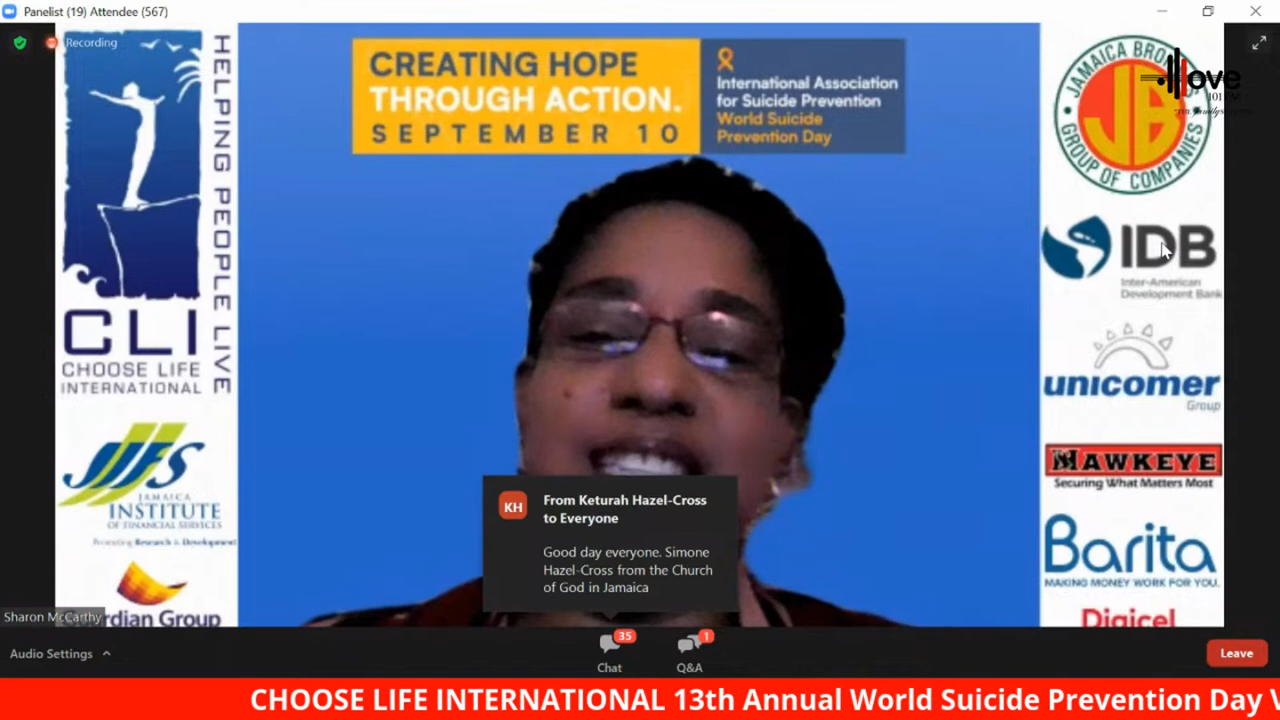 Panelist (19) Attendee (567)
Recording
HELPING PEOPLE LIVE
CREATING HOPE
THROUGH ACTION.
SEPTEMBER 10
International Association
for Suicide Prevention
World Suicide
Prevention Day
JAMAICA
GROUP OF COMPANIES
JB
love
101 FM
CLI
CHOOSE LIFE
INTERNATIONAL
IDB
Inter-American
Development Bank
unicomer
Group
HAWKEYE
Securing What Matters Most
JIFS
JAMAICA
INSTITUTE
OF FINANCIAL SERVICES
Promoting Research & Development
Barita
MAKING MONEY WORK FOR YOU.
Digicel
KH
From Keturah Hazel-Cross
to Everyone
Good day everyone. Simone
Hazel-Cross from the Church
of God in Jamaica
Sharon McCarthy
rdian Group
Audio Settings
35
Chat
1
Q&A
Leave
CHOOSE LIFE INTERNATIONAL 13th Annual World Suicide Prevention Day V